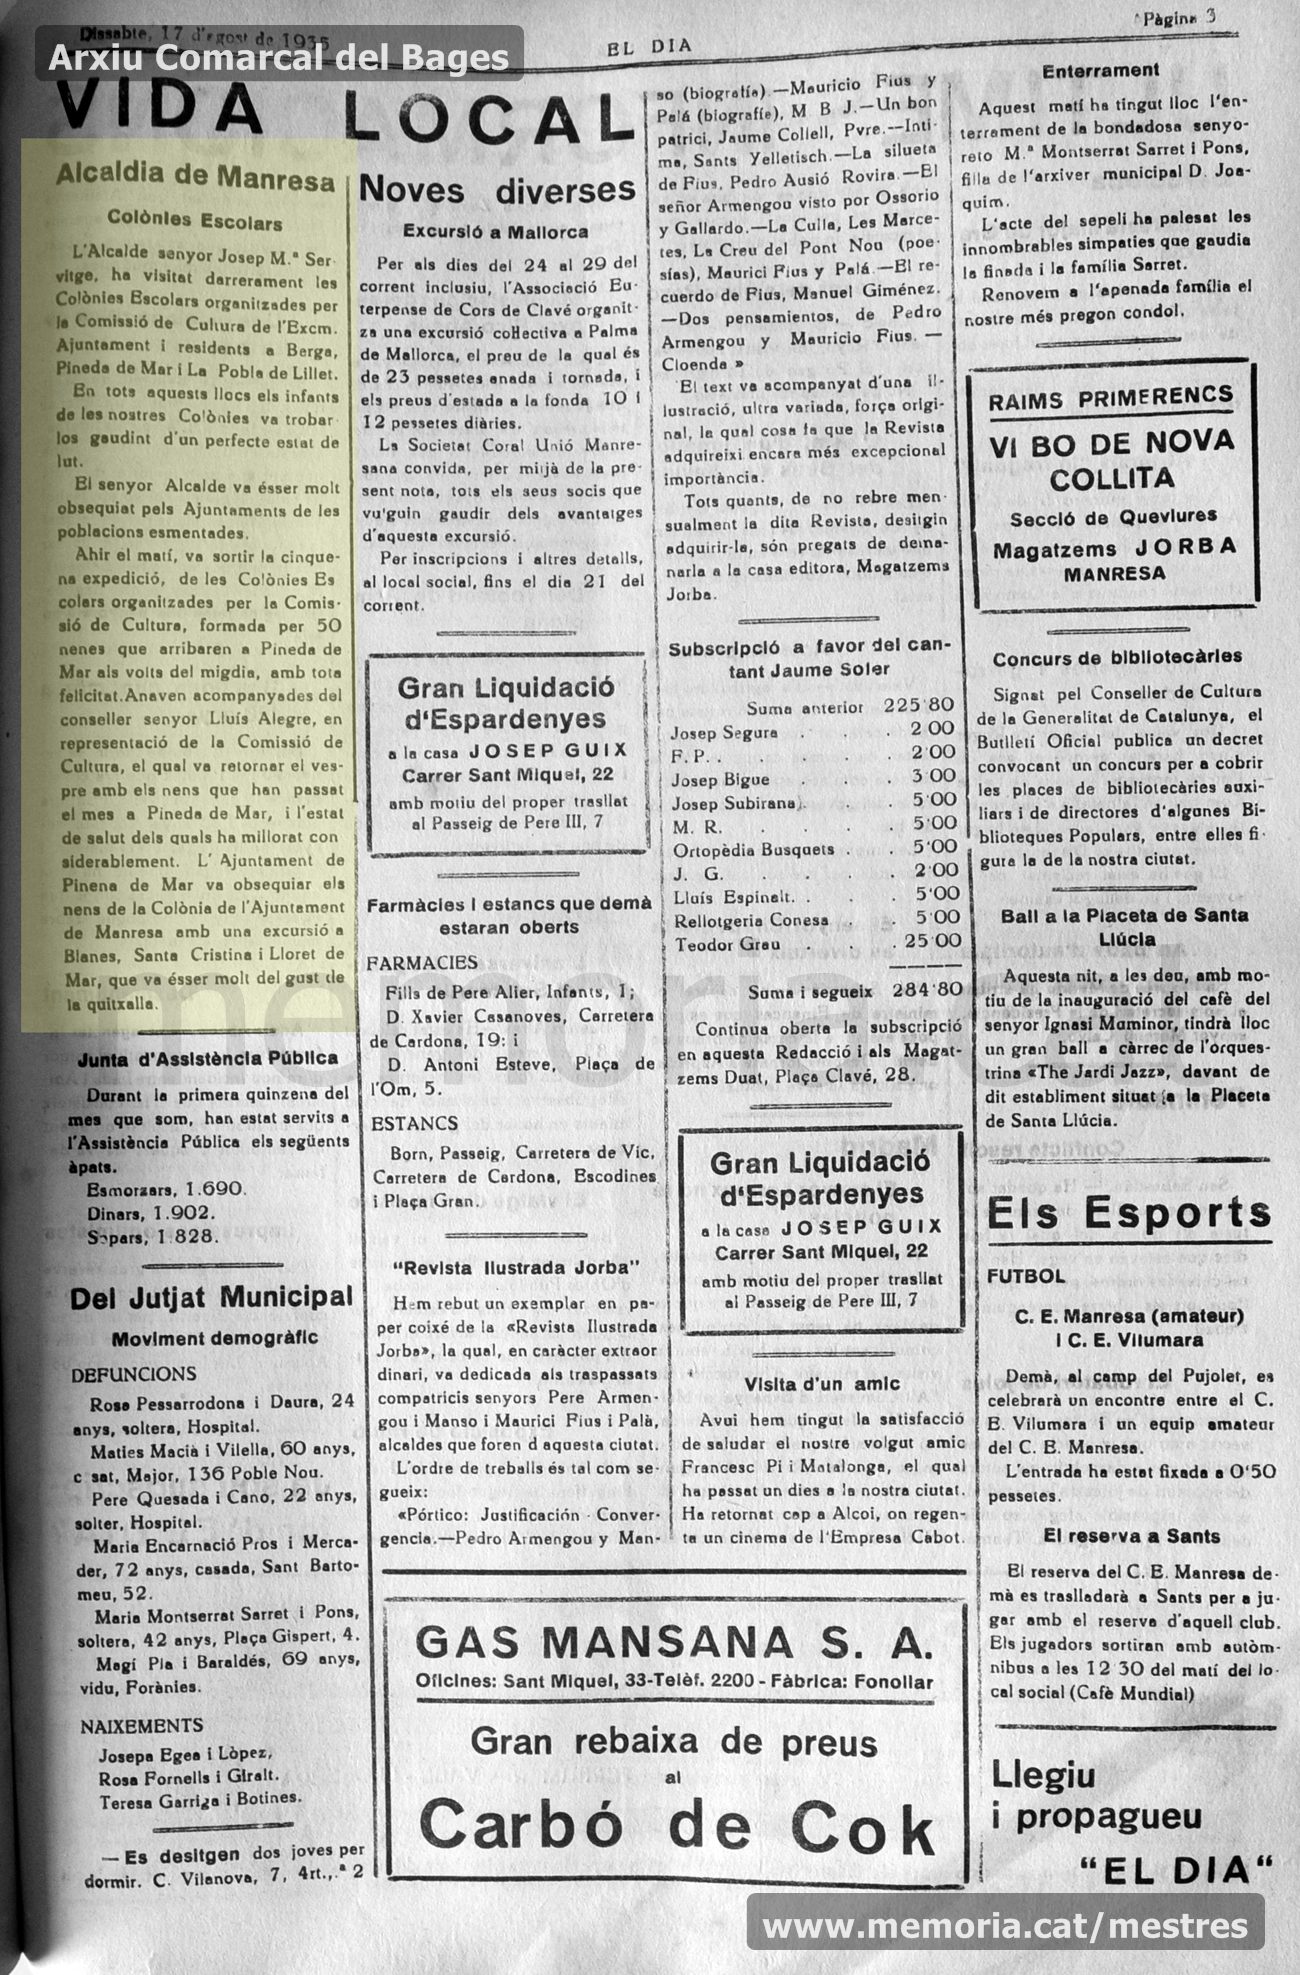 Dissabte, 17 d'agost de 1935
EL DIA
Pàgina 3
Arxiu Comarcal del Bages
VIDA LOCAL
Alcaldia de Manresa
Colònies Escolars
L'Alcalde senyor Josep M.ª Ser-
vitge, ha visitat darrerament les
Colònies Escolars organitzades per
la Comissió de Cultura de l'Excm.
Ajuntament i residents a Berga,
Pineda de Mar i La Pobla de Lillet.
En tots aquests llocs els infants
de les nostres Colònies va trobar-
los gaudint d'un perfecte estat de
lut.
El senyor Alcalde va ésser molt
obsequiat pels Ajuntaments de les
poblacions esmentades.
Ahir el matí, va sortir la cinque-
na expedició, de les Colònies Es
colars organitzades per la Comis-
sió de Cultura, formada per 50
nenes que arribaren a Pineda de
Mar als volts del migdia, amb tota
felicitat. Anaven acompanyades del
conseller senyor Lluís Alegre, en
representació de la Comissió de
Cultura, el qual va retornar el ves-
pre amb els nens que han passat
el mes a Pineda de Mar, i l'estat
de salut dels quals ha millorat con
siderablement. L'Ajuntament de
Pinena de Mar va obsequiar els
nens de la Colònia de l'Ajuntament
de Manresa amb una excursió a
Blanes, Santa Cristina i Lloret de
Mar, que va ésser molt del gust de
la quitxalla.
Junta d'Assistència Pública
Durant la primera quinzena del
mes que som, han estat servits a
l'Assistència Pública els següents
àpats.
Esmorzars, 1.690.
Dinars, 1.902.
Sopars, 1.828.
Del Jutjat Municipal
Moviment demogràfic
DEFUNCIONS
Rosa Pessarrodona i Daura, 24
anys, soltera, Hospital.
Maties Macià i Vilella, 60 anys,
c sat, Major, 136 Poble Nou.
Pere Quesada i Cano, 22 anys,
solter, Hospital.
Maria Encarnació Pros i Merca-
der, 72 anys, casada, Sant Barto-
meu, 52.
Maria Montserrat Sarret i Pons,
soltera, 42 anys, Plaça Gispert, 4.
Magí Pla i Baraldés, 69 anys,
vidu, Forànies.
NAIXEMENTS
Josepa Egea i Lòpez,
Rosa Fornells i Giralt.
Teresa Garriga i Botines.
— Es desitgen dos joves per
dormir. C. Vilanova, 7, 4rt., .ª 2
Noves diverses
Excursió a Mallorca
Per als dies del 24 al 29 del
corrent inclusiu, l'Associació Eu-
terpense de Cors de Clavé organit-
za una excursió col·lectiva a Palma
de Mallorca, el preu de la qual és
de 23 pessetes anada i tornada, i
els preus d'estada a la fonda 10 i
12 pessetes diàries.
La Societat Coral Unió Manre-
sana convida, per mitjà de la pre-
sent nota, tots els seus socis que
vu'guin gaudir dels avantatges
d'aquesta excursió.
Per inscripcions i altres detalls,
al local social, fins el dia 21 del
corrent.
Gran Liquidació
d'Espardenyes
a la casa JOSEP GUIX
Carrer Sant Miquel, 22
amb motiu del proper trasllat
al Passeig de Pere III, 7
Farmàcies i estancs que demà
estaran oberts
FARMACIES
Fills de Pere Alier, Infants, 1;
D. Xavier Casanoves, Carretera
de Cardona, 19: i
D. Antoni Esteve, Plaça de
l'Om, 5.
ESTANCS
Born, Passeig, Carretera de Vic,
Carretera de Cardona, Escodines
i Plaça Gran.
"Revista Ilustrada Jorba"
Hem rebut un exemplar en pa-
per coixé de la «Revista Ilustrada
Jorba», la qual, en caràcter extraor
dinari, va dedicada als traspassats
compatricis senyors Pere Armen-
gou i Manso i Maurici Fius i Palà,
alcaldes que foren d aquesta ciutat.
L'ordre de treballs és tal com se-
gueix:
«Pórtico: Justificación - Conver-
gencia.—Pedro Armengou y Man-
so (biografía).—Mauricio Fius y
Palá (biografíe), M. B J.—Un bon
patrici, Jaume Collell, Pvre.—Inti-
ma, Sants Yelletisch.—La silueta
de Fius, Pedro Ausió Rovira.—El
señor Armengou visto por Ossorio
y Gallardo.—La Culla, Les Marce-
tes, La Creu del Pont Nou (poe-
sías), Maurici Fius y Palá.—El re-
cuerdo de Fius, Manuel Giménez.
—Dos pensamientos, de Pedro
Armengou y Mauricio Fius. —
Cloenda »
El text va acompanyat d'una il-
lustració, ultra variada, força origi-
nal, la qual cosa fa que la Revista
adquireixi encara més excepcional
importància.
Tots quants, de no rebre men-
sualment la dita Revista, desitgin
adquirir-la, són pregats de dema-
narla a la casa editora, Magatzems
Jorba.
Subscripció a favor del can-
tant Jaume Soler
Suma anterior 225'80
Josep Segura . . . 2 00
F. P. . . . . 2'00
Josep Bigue . . . 3'00
Josep Subirana . . . 5'00
M. R. . . . . 5'00
Ortopèdia Busquets . . 5'00
J. G. . . . . 2'00
Lluís Espinalt. . . . 5'00
Rellotgeria Conesa . . 5'00
Teodor Grau . . . 25'00
Suma i segueix 284'80
Continua oberta la subscripció
en aquesta Redacció i als Magat-
zems Duat, Plaça Clavé, 28.
Gran Liquidació
d'Espardenyes
a la casa JOSEP GUIX
Carrer Sant Miquel, 22
amb motiu del proper trasllat
al Passeig de Pere III, 7
Visita d'un amic
Avui hem tingut la satisfacció
de saludar el nostre volgut amic
Francesc Pi i Matalonga, el qual
ha passat un dies a la nostra ciutat.
Ha retornat cap a Alcoi, on regen-
ta un cinema de l'Empresa Cabot.
GAS MANSANA S. A.
Oficines: Sant Miquel, 33-Telèf. 2200 - Fàbrica: Fonollar
Gran rebaixa de preus
al
Carbó de Cok
Enterrament
Aquest matí ha tingut lloc l'en-
terrament de la bondadosa senyo-
reto M.ª Montserrat Sarret i Pons,
filla de l'arxiver municipal D. Joa-
quim.
L'acte del sepeli ha palesat les
innombrables simpaties que gaudia
la finada i la família Sarret.
Renovem a l'apenada família el
nostre més pregon condol.
RAIMS PRIMERENCS
VI BO DE NOVA
COLLITA
Secció de Queviures
Magatzems JORBA
MANRESA
Concurs de bibliotecàries
Signat pel Conseller de Cultura
de la Generalitat de Catalunya, el
Butlletí Oficial publica un decret
convocant un concurs per a cobrir
les places de bibliotecàries auxi-
liars i de directores d'algunes Bi-
blioteques Populars, entre elles fi-
gura la de la nostra ciutat.
Ball a la Placeta de Santa
Llúcia
Aquesta nit, a les deu, amb mo-
tiu de la inauguració del cafè del
senyor Ignasi Maminor, tindrà lloc
un gran ball a càrrec de l'orques-
trina «The Jardi Jazz», davant de
dit establiment situat a la Placeta
de Santa Llúcia.
Els Esports
FUTBOL
C. E. Manresa (amateur)
i C. E. Vilumara
Demà, al camp del Pujolet, es
celebrarà un encontre entre el C.
E. Vilumara i un equip amateur
del C. E. Manresa.
L'entrada ha estat fixada a 0'50
pessetes.
El reserva a Sants
El reserva del C. E. Manresa de-
mà es traslladarà a Sants per a ju-
gar amb el reserva d'aquell club.
Els jugadors sortiran amb autòm-
nibus a les 12 30 del matí del lo-
cal social (Cafè Mundial)
Llegiu
i propagueu
"EL DIA"
www.memoria.cat/mestres